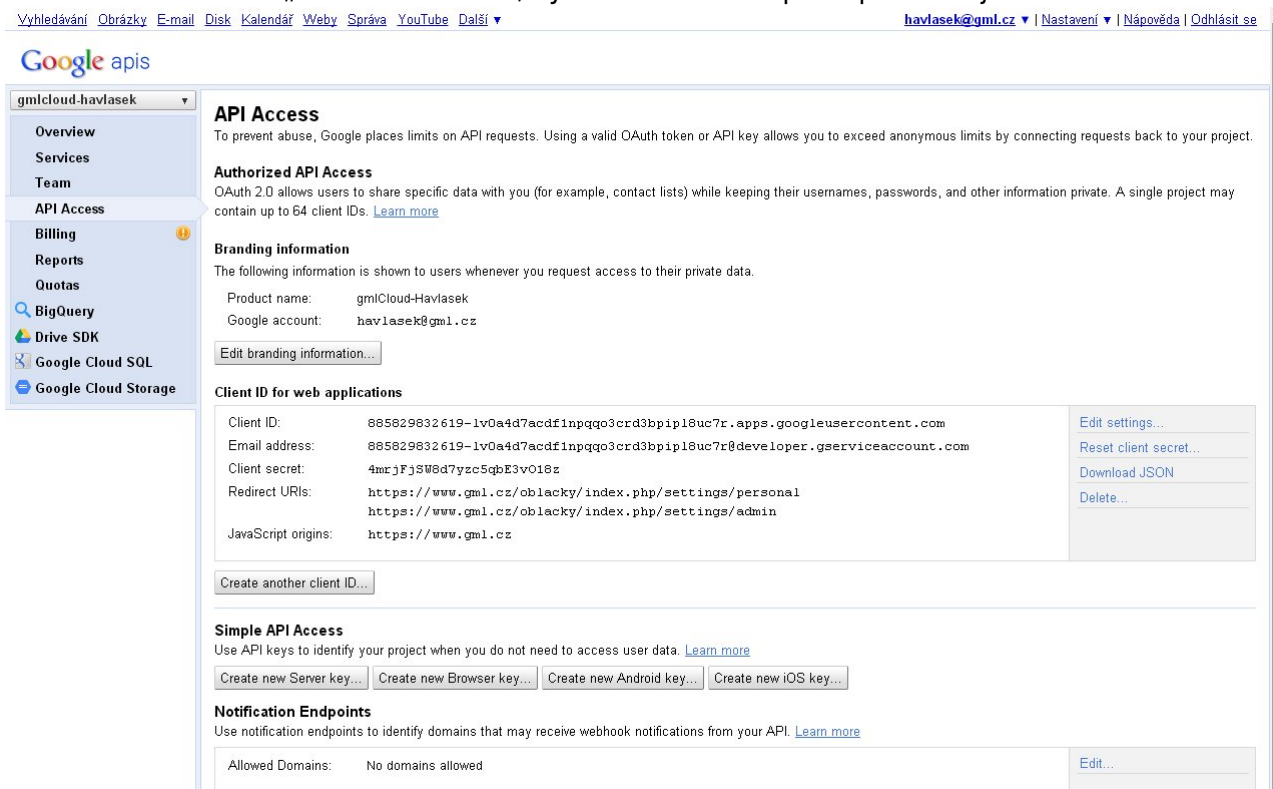 Vyhledávání Obrázky E-mail Disk Kalendář Weby Správa YouTube Další ▼ havlasek@gml.cz ▼ | Nastavení ▼ | Nápověda | Odhlásit se
Google apis
gmlcloud-havlasek ▼
Overview
Services
Team
API Access
Billing
Reports
Quotas
BigQuery
Drive SDK
Google Cloud SQL
Google Cloud Storage
API Access
To prevent abuse, Google places limits on API requests. Using a valid OAuth token or API key allows you to exceed anonymous limits by connecting requests back to your project.
Authorized API Access
OAuth 2.0 allows users to share specific data with you (for example, contact lists) while keeping their usernames, passwords, and other information private. A single project may
contain up to 64 client IDs. Learn more
Branding information
The following information is shown to users whenever you request access to their private data.
Product name: gmlCloud-Havlasek
Google account: havlasek@gml.cz
Edit branding information...
Client ID for web applications
Client ID: 885829832619-lv0a4d7acdf1npqqo3crd3bpipl8uc7r.apps.googleusercontent.com
Email address: 885829832619-lv0a4d7acdf1npqqo3crd3bpipl8uc7r@developer.gserviceaccount.com
Client secret: 4mrjFjSW8d7yzc5qbE3vO18z
Redirect URIs: https://www.gml.cz/oblacky/index.php/settings/personal
https://www.gml.cz/oblacky/index.php/settings/admin
JavaScript origins: https://www.gml.cz
Edit settings...
Reset client secret...
Download JSON
Delete...
Create another client ID...
Simple API Access
Use API keys to identify your project when you do not need to access user data. Learn more
Create new Server key... Create new Browser key... Create new Android key... Create new iOS key...
Notification Endpoints
Use notification endpoints to identify domains that may receive webhook notifications from your API. Learn more
Allowed Domains: No domains allowed
Edit...